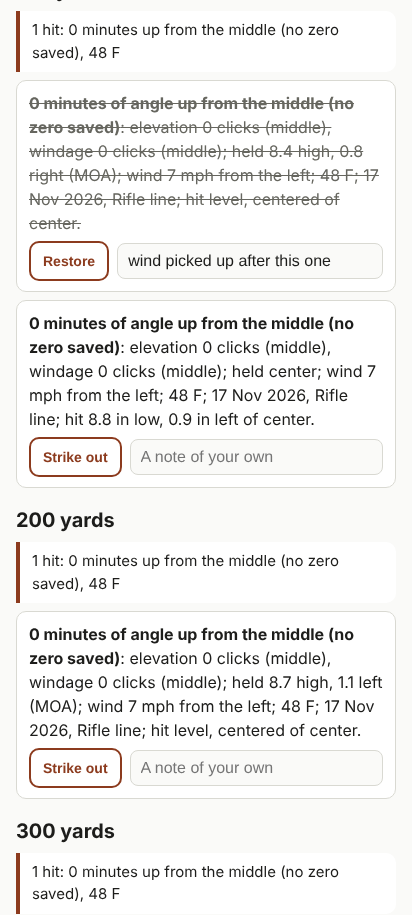 1 hit: 0 minutes up from the middle (no zero
saved), 48 F
0 minutes of angle up from the middle (no
zero saved): elevation 0 clicks (middle),
windage 0 clicks (middle); held 8.4 high, 0.8
right (MOA); wind 7 mph from the left; 48 F; 17
Nov 2026, Rifle line; hit level, centered of
center.
Restore
wind picked up after this one
0 minutes of angle up from the middle (no
zero saved): elevation 0 clicks (middle),
windage 0 clicks (middle); held center; wind 7
mph from the left; 48 F; 17 Nov 2026, Rifle
line; hit 8.8 in low, 0.9 in left of center.
Strike out
A note of your own
200 yards
1 hit: 0 minutes up from the middle (no zero
saved), 48 F
0 minutes of angle up from the middle (no
zero saved): elevation 0 clicks (middle),
windage 0 clicks (middle); held 8.7 high, 1.1 left
(MOA); wind 7 mph from the left; 48 F; 17 Nov
2026, Rifle line; hit level, centered of center.
Strike out
A note of your own
300 yards
1 hit: 0 minutes up from the middle (no zero
saved), 48 F